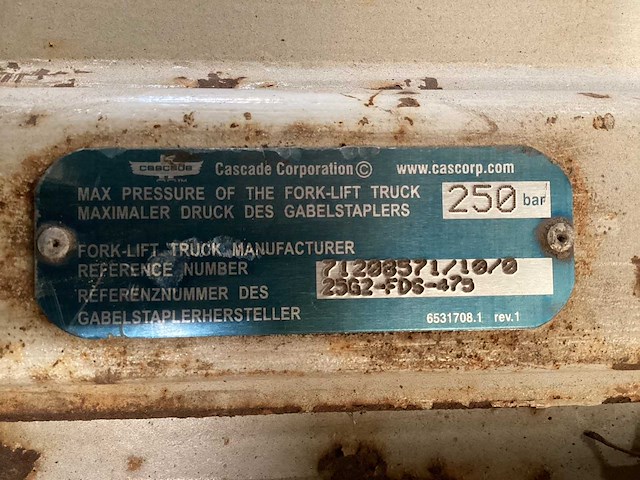 CASCADE Cascade Corporation© www.cascorp.com
MAX PRESSURE OF THE FORK-LIFT TRUCK 250 bar
MAXIMALER DRUCK DES GABELSTAPLERS
FORK-LIFT TRUCK MANUFACTURER
REFERENCE NUMBER 71208571/10/0
REFERENZNUMMER DES 25G2-FDS-475
GABELSTAPLERHERSTELLER 6531708.1 rev.1